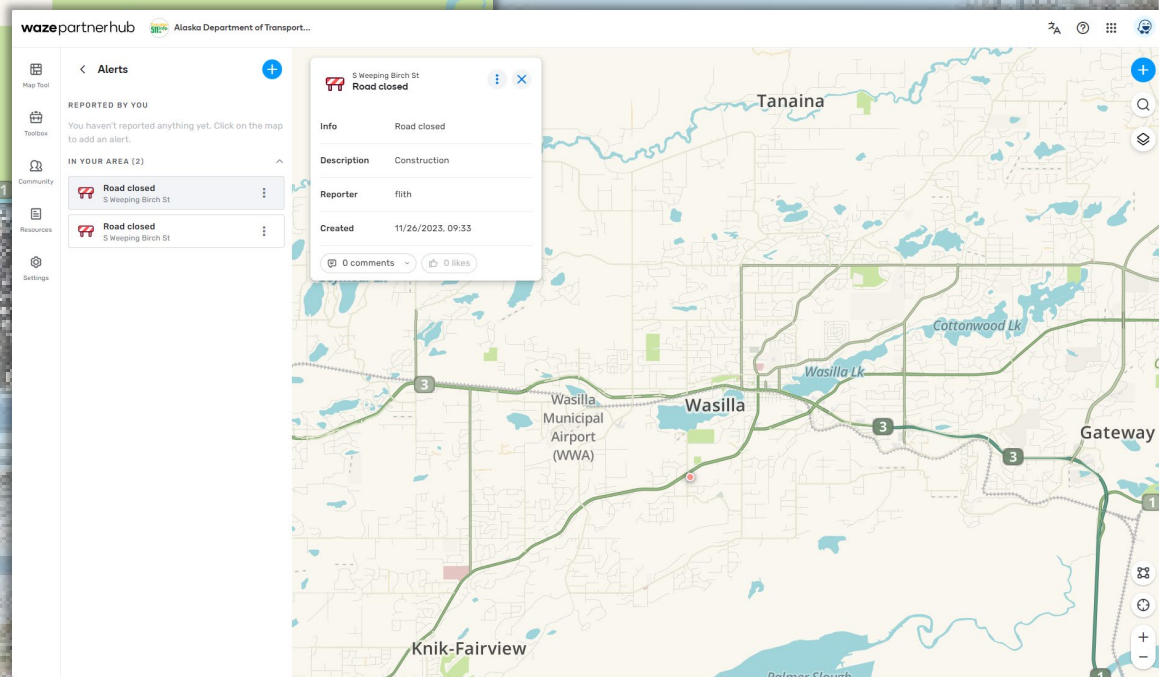 waze partnerhub
Alaska Department of Transport...
Map Tool
Toolbox
Community
Resources
Settings
Alerts
REPORTED BY YOU
You haven't reported anything yet. Click on the map
to add an alert.
IN YOUR AREA (2)
Road closed
S Weeping Birch St
Road closed
S Weeping Birch St
S Weeping Birch St
Road closed
Info Road closed
Description Construction
Reporter flith
Created 11/26/2023, 09:33
0 comments 0 likes
Tanaina
Cottonwood Lk
Wasilla Lk
3
Wasilla
Municipal
Airport
(WWA)
Wasilla
3
Gateway
3
1
Knik-Fairview
Palmer Slough
1